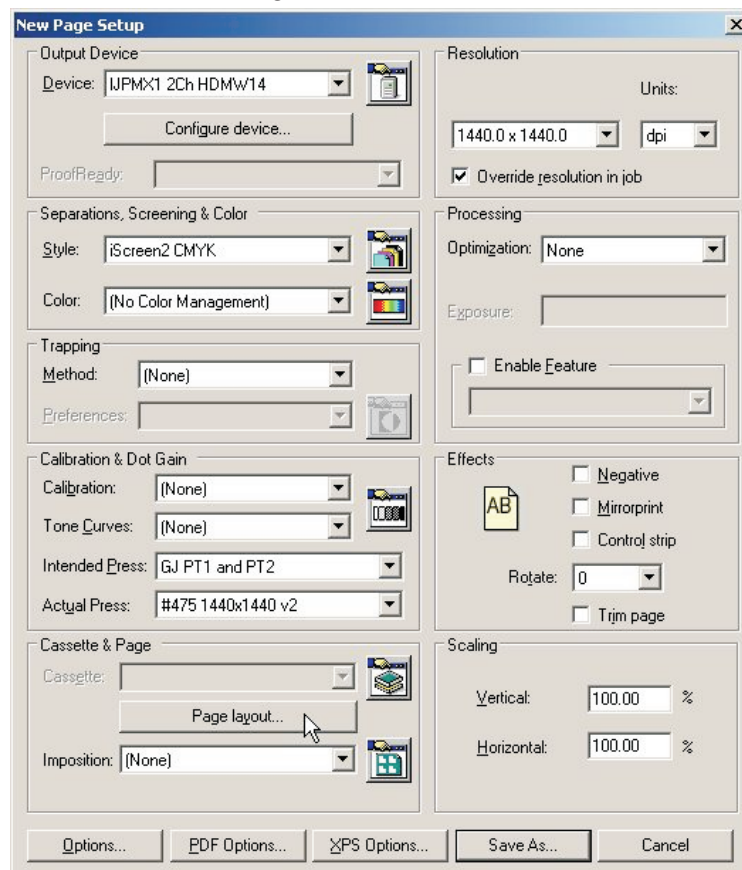 New Page Setup
Output Device
Device: IJPMX1 2Ch HDMW14
Configure device...
ProofReady:
Resolution
Units:
1440.0 x 1440.0 dpi
Override resolution in job
Separations, Screening & Color
Style: iScreen2 CMYK
Color: (No Color Management)
Processing
Optimization: None
Exposure:
Enable Feature
Trapping
Method: (None)
Preferences:
Calibration & Dot Gain
Calibration: (None)
Tone Curves: (None)
Intended Press: GJ PT1 and PT2
Actual Press: #475 1440x1440 v2
Effects
AB
Negative
Mirrorprint
Control strip
Rotate: 0
Trim page
Cassette & Page
Cassette:
Page layout...
Imposition: (None)
Scaling
Vertical: 100.00 %
Horizontal: 100.00 %
Options... PDF Options... XPS Options... Save As... Cancel